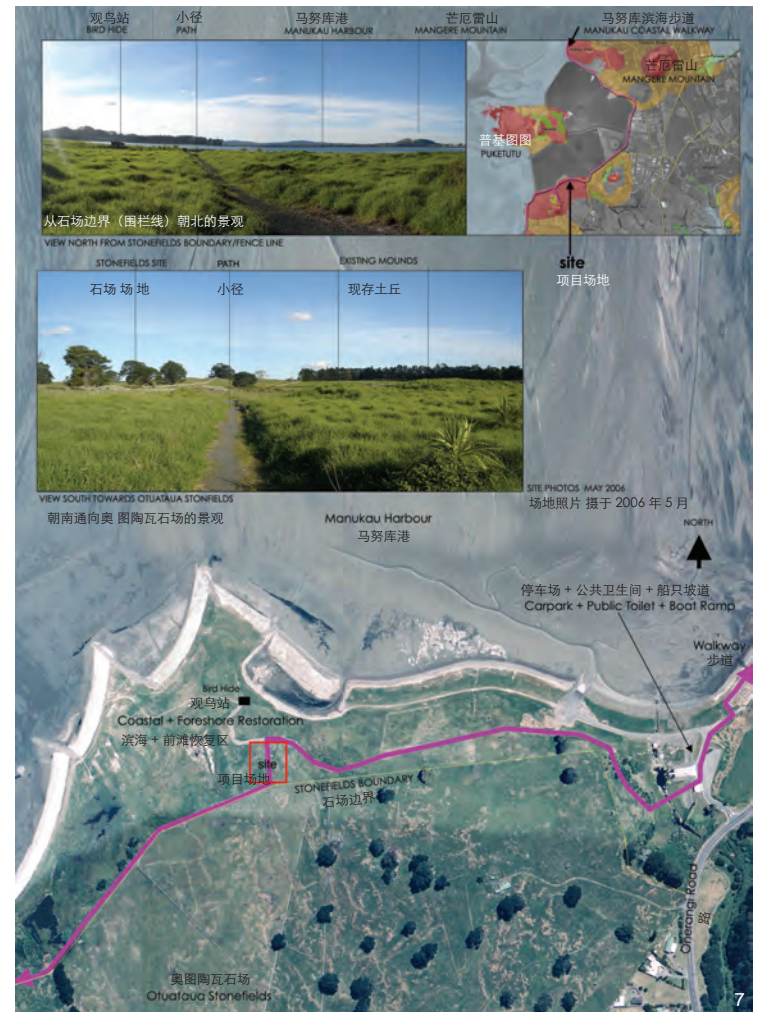 观鸟站 小径 马努库港 芒厄雷山 马努库滨海步道
BIRD HIDE PATH MANUKAU HARBOUR MANGERE MOUNTAIN MANUKAU COASTAL WALKWAY
芒厄雷山
MANGERE MOUNTAIN
普基图图
PUKETUTU
从石场边界（围栏线）朝北的景观
VIEW NORTH FROM STONEFIELDS BOUNDARY/FENCE LINE
STONEFIELDS SITE PATH EXISTING MOUNDS
site
项目场地
石场 场 地 小径 现存土丘
SITE PHOTOS MAY 2006
场地照片 摄于 2006 年 5 月
VIEW SOUTH TOWARDS OTUATAUA STONFIELDS
朝南通向奥 图陶瓦石场的景观
Manukau Harbour
马努库港
NORTH
停车场 + 公共卫生间 + 船只坡道
Carpark + Public Toilet + Boat Ramp
Walkway
步道
Bird Hide
观鸟站
Coastal + Foreshore Restoration
滨海 + 前滩恢复区
site
项目场地
STONEFIELDS BOUNDARY
石场边界
Onerangi Road
路
奥图陶瓦石场
Otuataua Stonefields
7